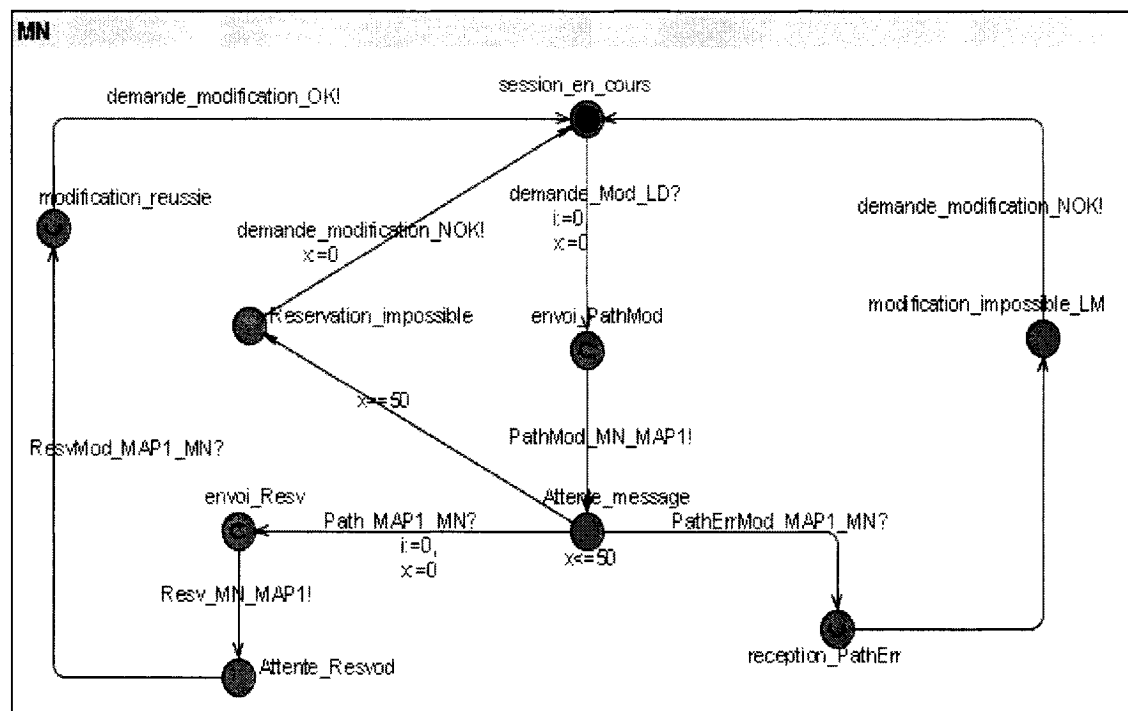 MN
session_en_cours
demande_modification_OK!
modification_reussie
demande_Mod_LD?
i:=0
x:=0
demande_modification_NOK!
demande_modification_NOK!
x:=0
Reservation_impossible
envoi_PathMod
modification_impossible_LM
x==50
ResvMod_MAP1_MN?
PathMod_MN_MAP1!
envoi_Resv
Attente_message
Path_MAP1_MN?
PathErrMod_MAP1_MN?
i:=0,
x:=0
x<=50
Resv_MN_MAP1!
Attente_Resvod
reception_PathErr